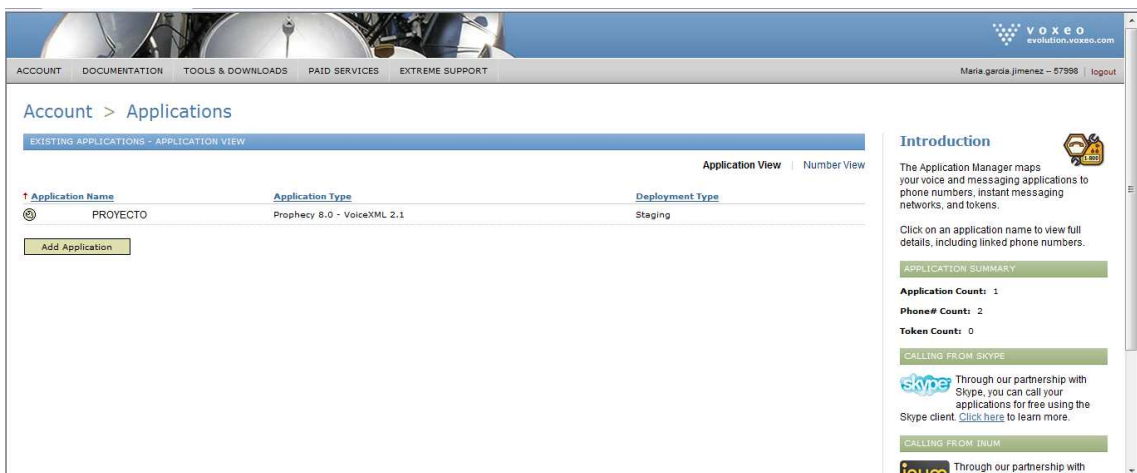 voxeo
evolution.voxeo.com
ACCOUNT DOCUMENTATION TOOLS & DOWNLOADS PAID SERVICES EXTREME SUPPORT Maria.garcia.jimenez -- 57998 | logout
Account > Applications
EXISTING APPLICATIONS - APPLICATION VIEW
Application View | Number View
↑ Application Name Application Type Deployment Type
PROYECTO Prophecy 8.0 - VoiceXML 2.1 Staging
Add Application
Introduction
1-800
The Application Manager maps
your voice and messaging applications to
phone numbers, instant messaging
networks, and tokens.
Click on an application name to view full
details, including linked phone numbers.
APPLICATION SUMMARY
Application Count: 1
Phone# Count: 2
Token Count: 0
CALLING FROM SKYPE
skype Through our partnership with
Skype, you can call your
applications for free using the
Skype client. Click here to learn more.
CALLING FROM INUM
inum Through our partnership with